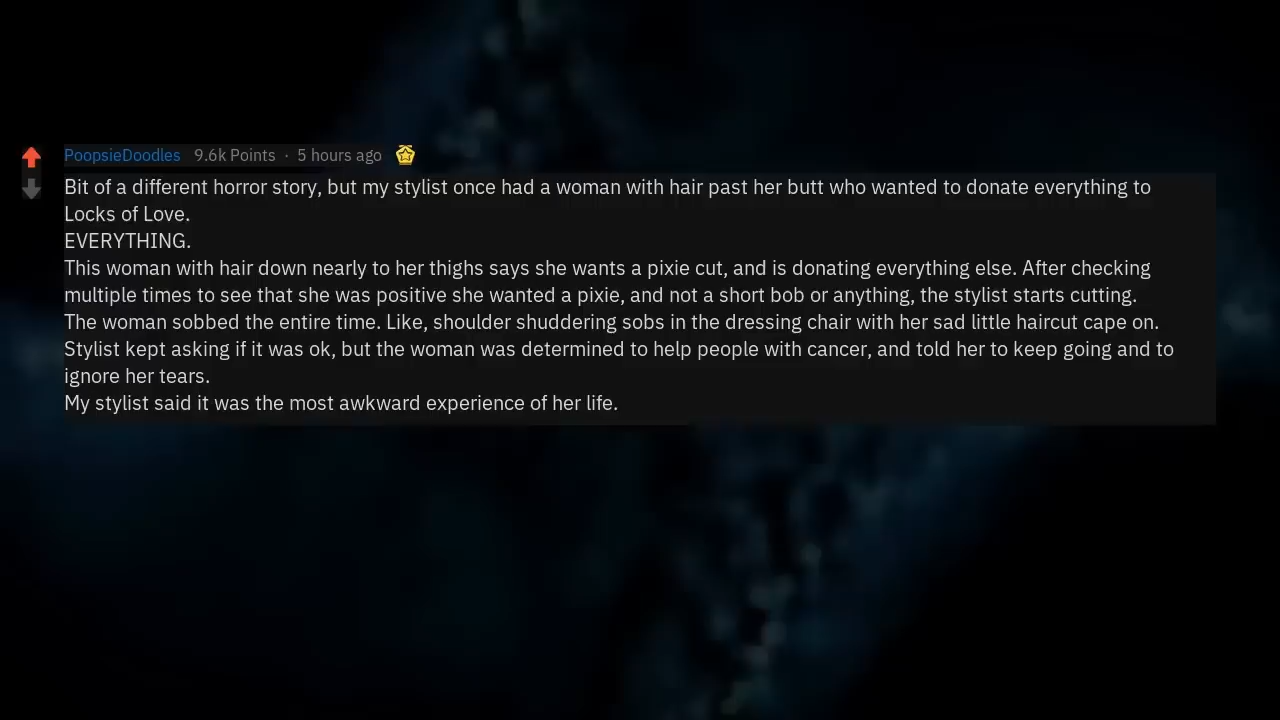 PoopsieDoodles 9.6k Points · 5 hours ago
Bit of a different horror story, but my stylist once had a woman with hair past her butt who wanted to donate everything to
Locks of Love.
EVERYTHING.
This woman with hair down nearly to her thighs says she wants a pixie cut, and is donating everything else. After checking
multiple times to see that she was positive she wanted a pixie, and not a short bob or anything, the stylist starts cutting.
The woman sobbed the entire time. Like, shoulder shuddering sobs in the dressing chair with her sad little haircut cape on.
Stylist kept asking if it was ok, but the woman was determined to help people with cancer, and told her to keep going and to
ignore her tears.
My stylist said it was the most awkward experience of her life.